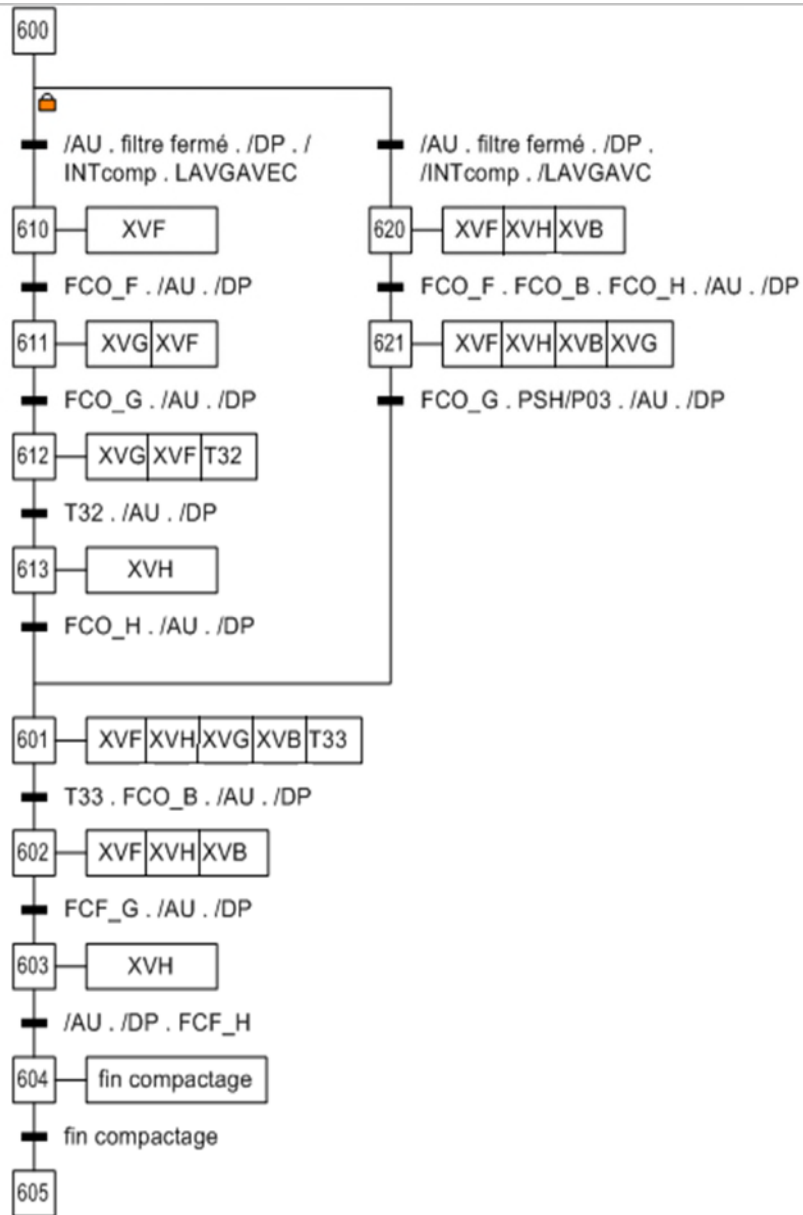 600
/AU . filtre fermé . /DP . /
INTcomp . LAVGAVEC
/AU . filtre fermé . /DP .
/INTcomp . /LAVGAVC
610 XVF
620 XVF XVH XVB
FCO_F . /AU . /DP
FCO_F . FCO_B . FCO_H . /AU . /DP
611 XVG XVF
621 XVF XVH XVB XVG
FCO_G . /AU . /DP
FCO_G . PSH/P03 . /AU . /DP
612 XVG XVF T32
T32 . /AU . /DP
613 XVH
FCO_H . /AU . /DP
601 XVF XVH XVG XVB T33
T33 . FCO_B . /AU . /DP
602 XVF XVH XVB
FCF_G . /AU . /DP
603 XVH
/AU . /DP . FCF_H
604 fin compactage
fin compactage
605